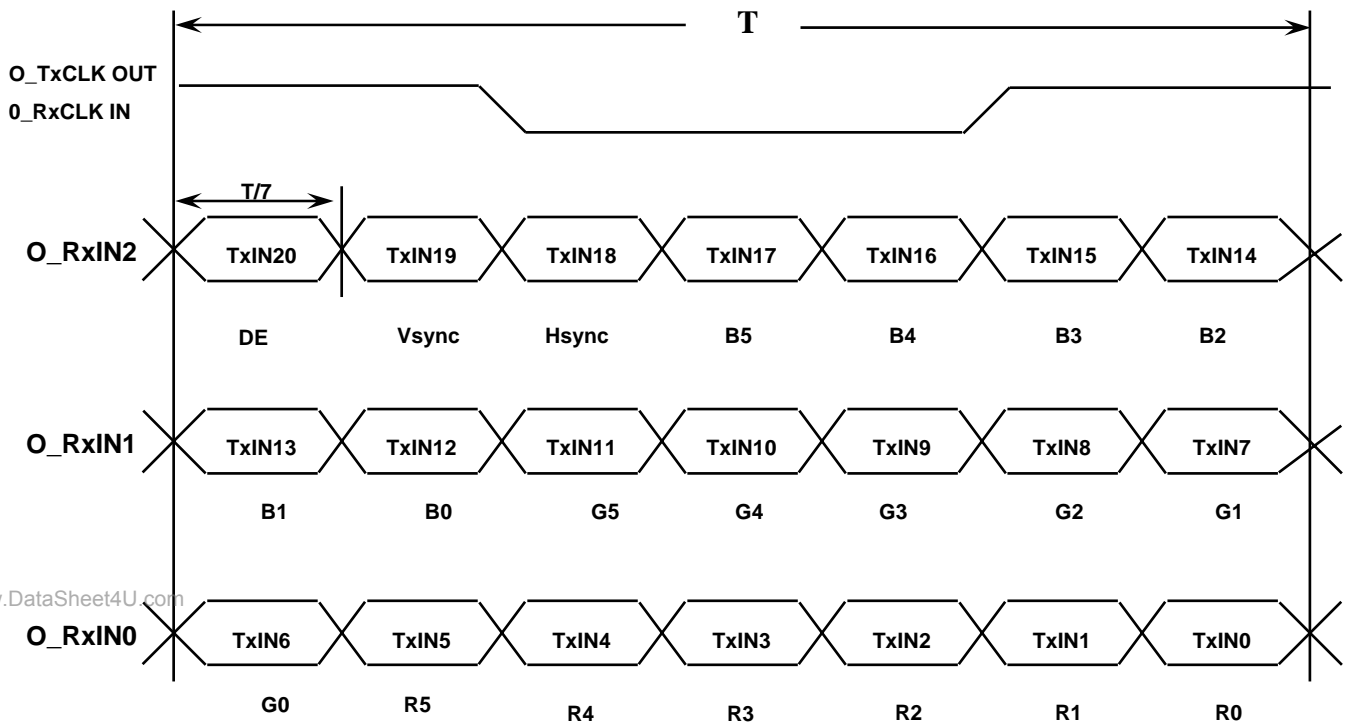 T
O_TxCLK OUT
0_RxCLK IN
T/7
O_RxIN2 TxIN20 TxIN19 TxIN18 TxIN17 TxIN16 TxIN15 TxIN14
DE Vsync Hsync B5 B4 B3 B2
O_RxIN1 TxIN13 TxIN12 TxIN11 TxIN10 TxIN9 TxIN8 TxIN7
B1 B0 G5 G4 G3 G2 G1
.DataSheet4U.com
O_RxIN0 TxIN6 TxIN5 TxIN4 TxIN3 TxIN2 TxIN1 TxIN0
G0 R5 R4 R3 R2 R1 R0